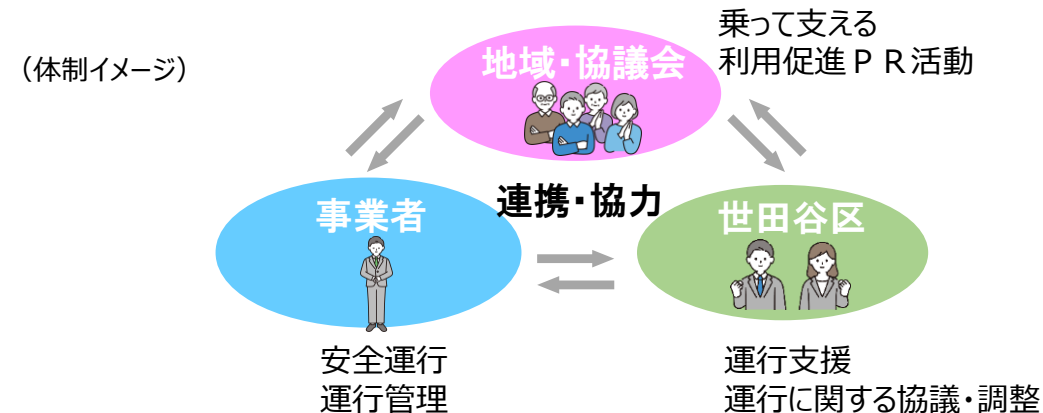 （体制イメージ）
地域・協議会
乗って支える
利用促進ＰＲ活動
連携・協力
事業者
世田谷区
安全運行
運行管理
運行支援
運行に関する協議・調整